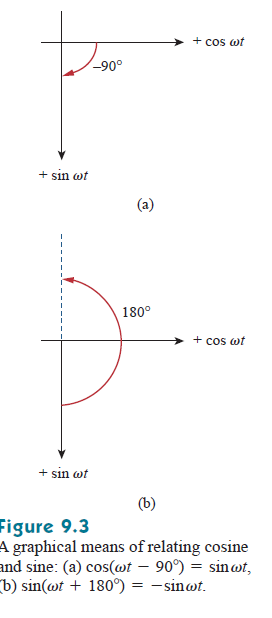 + cos ωt
–90°
+ sin ωt
(a)
180°
+ cos ωt
+ sin ωt
(b)
Figure 9.3
A graphical means of relating cosine
and sine: (a) cos(ωt − 90°) = sin ωt,
(b) sin(ωt + 180°) = −sin ωt.